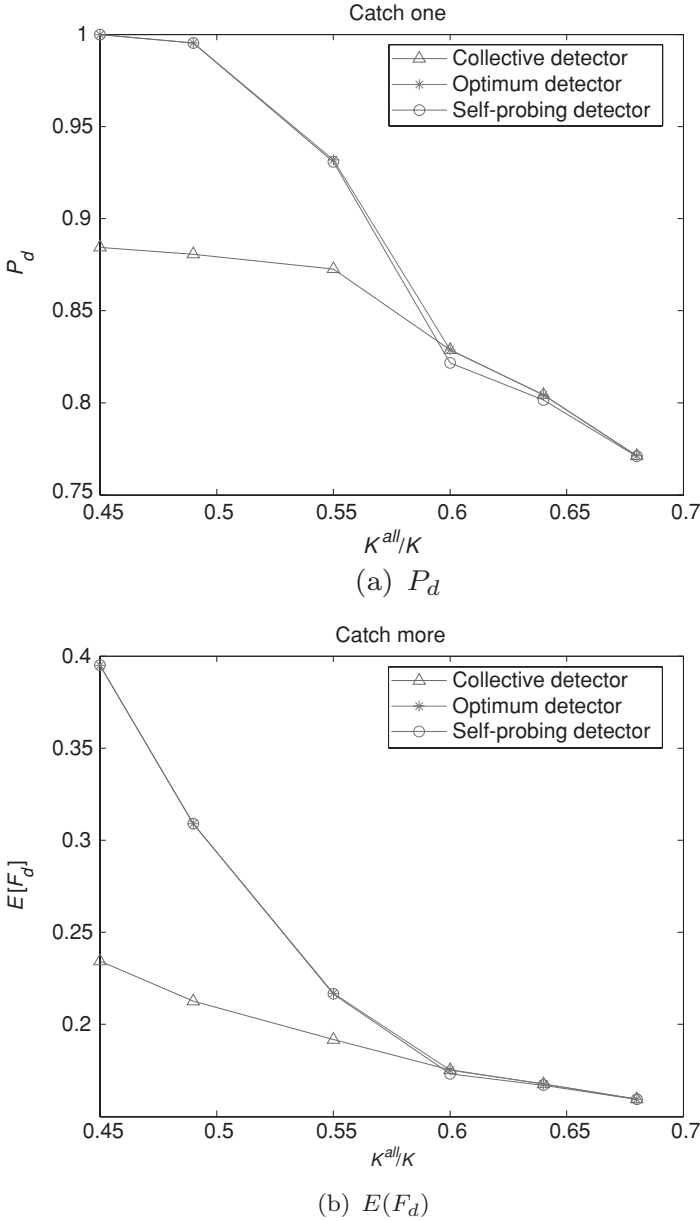 Catch one
1
0.95
0.9
0.85
0.8
0.75
P_d
Collective detector
Optimum detector
Self-probing detector
0.45 0.5 0.55 0.6 0.65 0.7
K^all/K
(a) P_d
Catch more
0.4
0.35
0.3
0.25
0.2
E[F_d]
Collective detector
Optimum detector
Self-probing detector
0.45 0.5 0.55 0.6 0.65 0.7
K^all/K
(b) E(F_d)